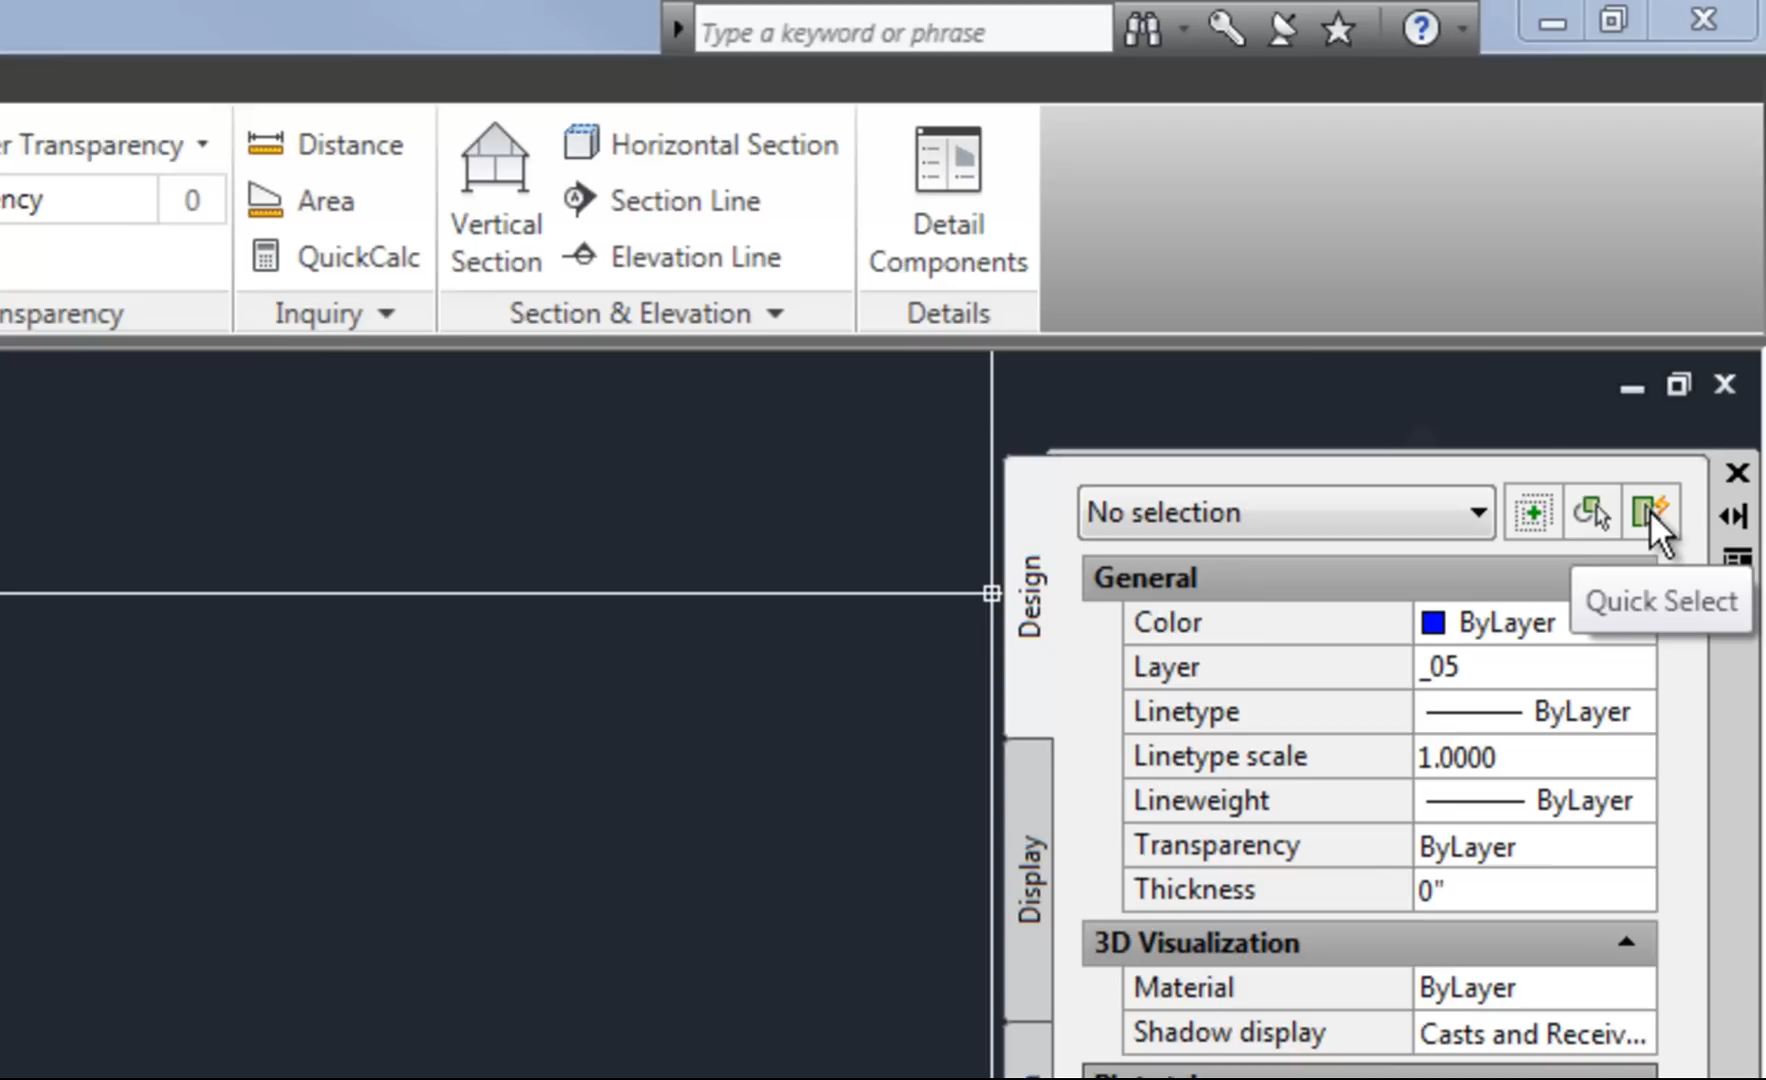 Type a keyword or phrase
r Transparency
ncy 0
nsparency
Distance
Area
QuickCalc
Inquiry
Vertical
Section
Horizontal Section
Section Line
Elevation Line
Section & Elevation
Detail
Components
Details
No selection
Quick Select
Design
Display
General
Color ByLayer
Layer _05
Linetype ByLayer
Linetype scale 1.0000
Lineweight ByLayer
Transparency ByLayer
Thickness 0"
3D Visualization
Material ByLayer
Shadow display Casts and Receiv...